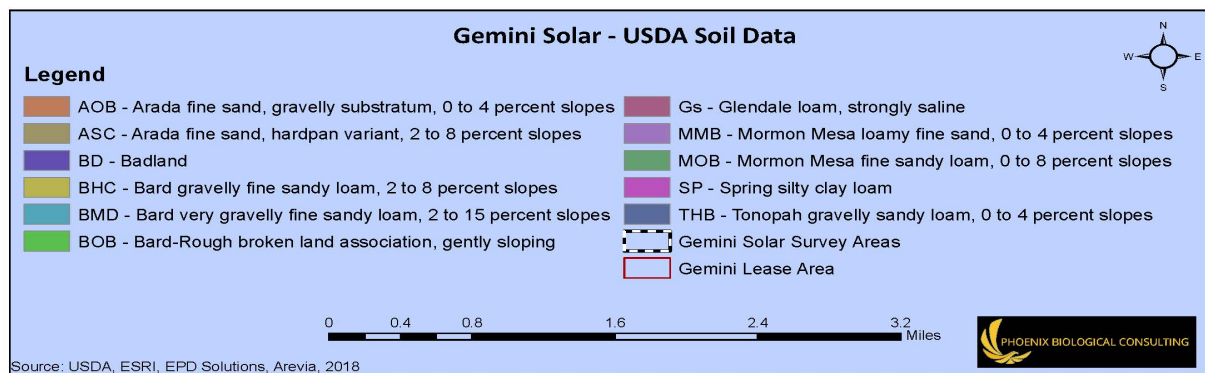 Gemini Solar - USDA Soil Data
N
W E
S
Legend
AOB - Arada fine sand, gravelly substratum, 0 to 4 percent slopes
ASC - Arada fine sand, hardpan variant, 2 to 8 percent slopes
BD - Badland
BHC - Bard gravelly fine sandy loam, 2 to 8 percent slopes
BMD - Bard very gravelly fine sandy loam, 2 to 15 percent slopes
BOB - Bard-Rough broken land association, gently sloping
Gs - Glendale loam, strongly saline
MMB - Mormon Mesa loamy fine sand, 0 to 4 percent slopes
MOB - Mormon Mesa fine sandy loam, 0 to 8 percent slopes
SP - Spring silty clay loam
THB - Tonopah gravelly sandy loam, 0 to 4 percent slopes
Gemini Solar Survey Areas
Gemini Lease Area
0 0.4 0.8 1.6 2.4 3.2
Miles
PHOENIX BIOLOGICAL CONSULTING
Source: USDA, ESRI, EPD Solutions, Arevia, 2018